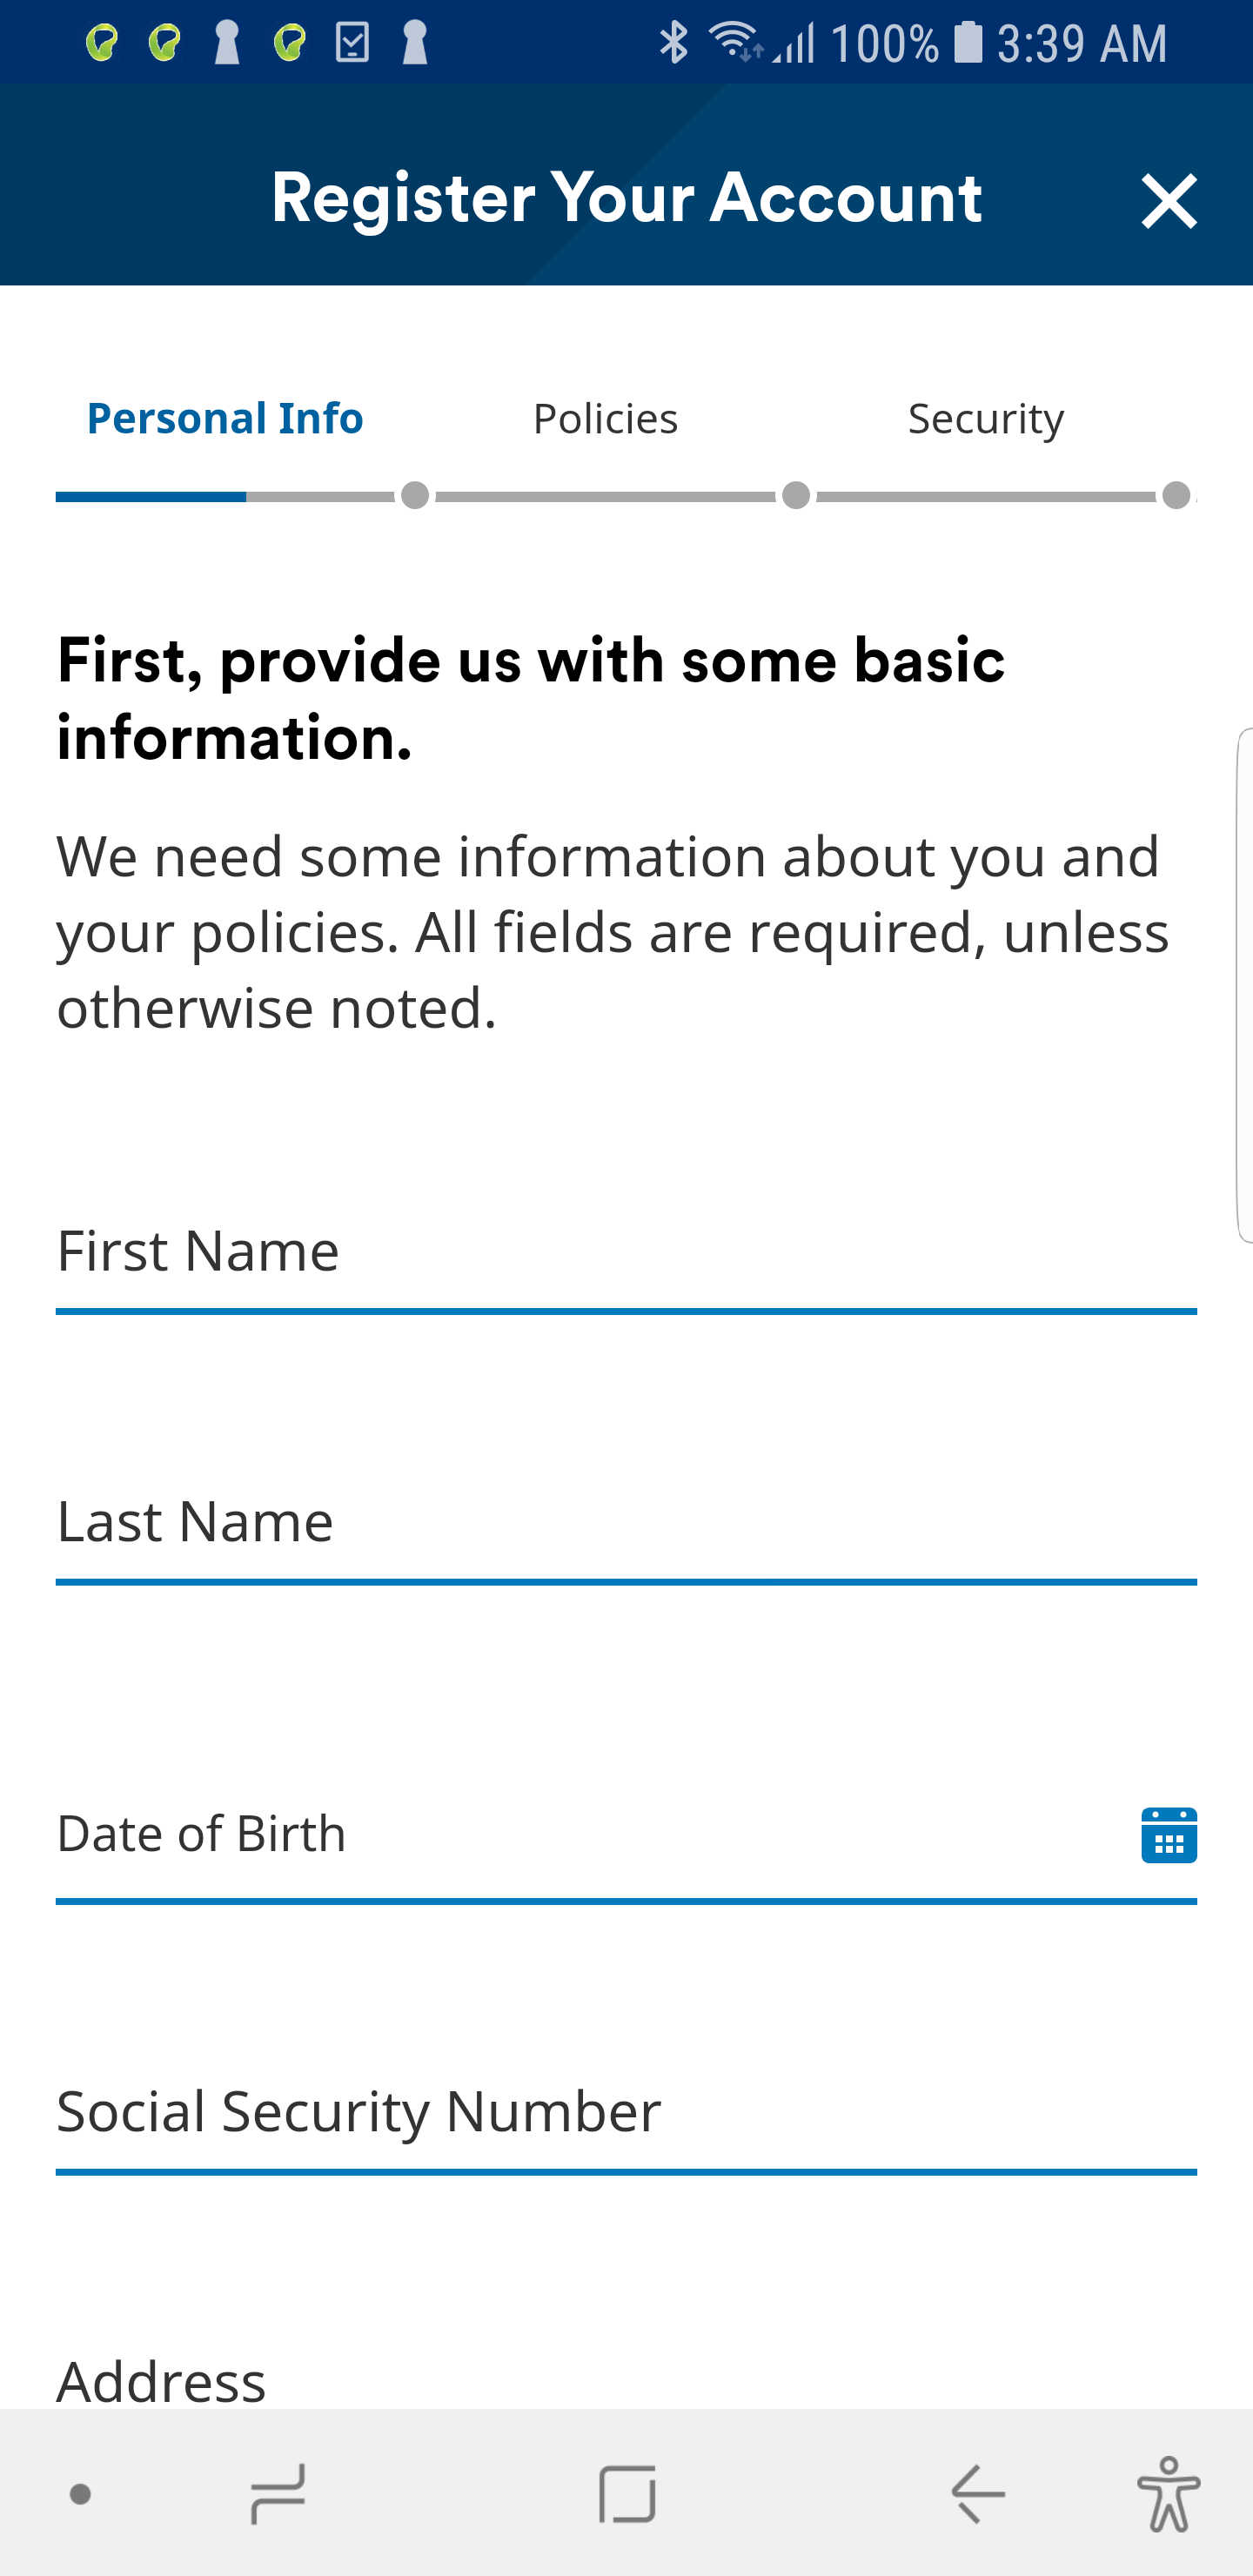 100% 3:39 AM
Register Your Account
Personal Info Policies Security
First, provide us with some basic
information.
We need some information about you and
your policies. All fields are required, unless
otherwise noted.
First Name
Last Name
Date of Birth
Social Security Number
Address